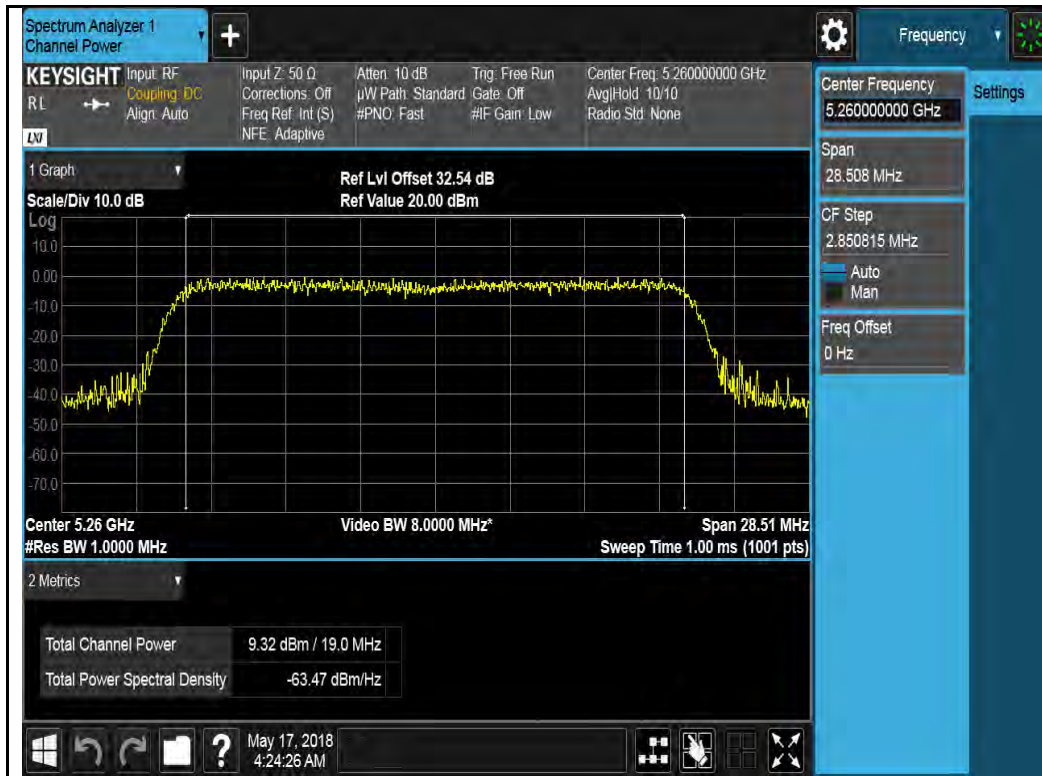 Spectrum Analyzer 1
Channel Power
+
Frequency
KEYSIGHT
RL
LXI
Input: RF
Coupling: DC
Align: Auto
Input Z: 50 Ω
Corrections: Off
Freq Ref: Int (S)
NFE: Adaptive
Atten: 10 dB
µW Path: Standard
#PNO: Fast
Trig: Free Run
Gate: Off
#IF Gain: Low
Center Freq: 5.260000000 GHz
Avg|Hold: 10/10
Radio Std: None
Center Frequency
5.260000000 GHz
Settings
Span
28.508 MHz
CF Step
2.850815 MHz
Auto
Man
Freq Offset
0 Hz
1 Graph
Scale/Div 10.0 dB
Ref Lvl Offset 32.54 dB
Ref Value 20.00 dBm
Log
10.0
0.00
-10.0
-20.0
-30.0
-40.0
-50.0
-60.0
-70.0
Center 5.26 GHz
#Res BW 1.0000 MHz
Video BW 8.0000 MHz*
Span 28.51 MHz
Sweep Time 1.00 ms (1001 pts)
2 Metrics
Total Channel Power 9.32 dBm / 19.0 MHz
Total Power Spectral Density -63.47 dBm/Hz
?
May 17, 2018
4:24:26 AM